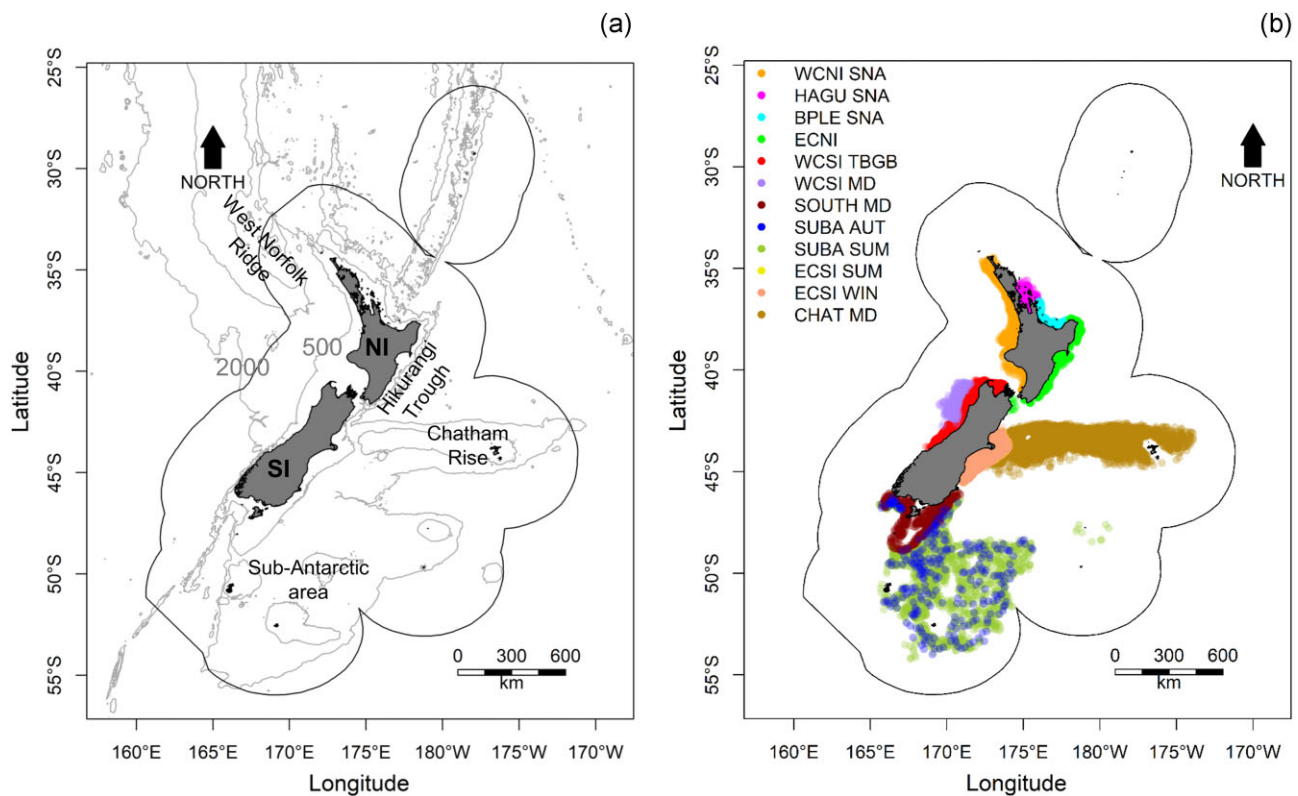 (a)
25°S
30°S
35°S
40°S
45°S
50°S
55°S
Latitude
NORTH
West Norfolk
Ridge
500
2000
NI
Hikurangi
Trough
SI
Chatham
Rise
Sub-Antarctic
area
0 300 600
km
160°E 165°E 170°E 175°E 180°W 175°W 170°W
Longitude
(b)
25°S
30°S
35°S
40°S
45°S
50°S
55°S
Latitude
WCNI SNA
HAGU SNA
BPLE SNA
ECNI
WCSI TBGB
WCSI MD
SOUTH MD
SUBA AUT
SUBA SUM
ECSI SUM
ECSI WIN
CHAT MD
NORTH
0 300 600
km
160°E 165°E 170°E 175°E 180°W 175°W 170°W
Longitude